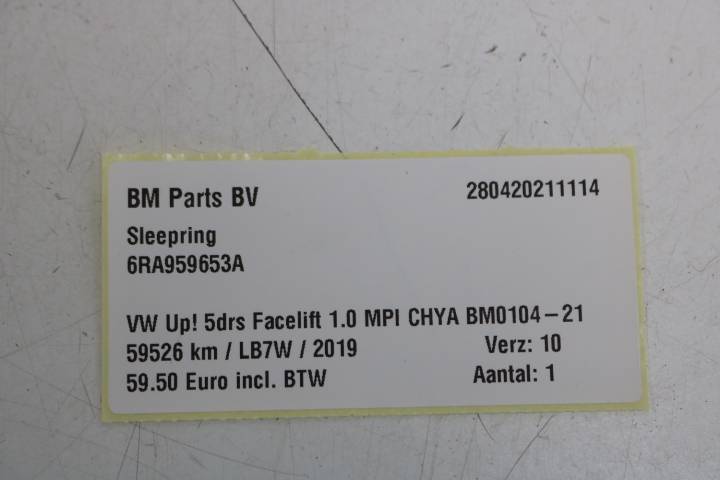 BM Parts BV 280420211114
Sleepring
6RA959653A
VW Up! 5drs Facelift 1.0 MPI CHYA BM0104-21
59526 km / LB7W / 2019 Verz: 10
59.50 Euro incl. BTW Aantal: 1